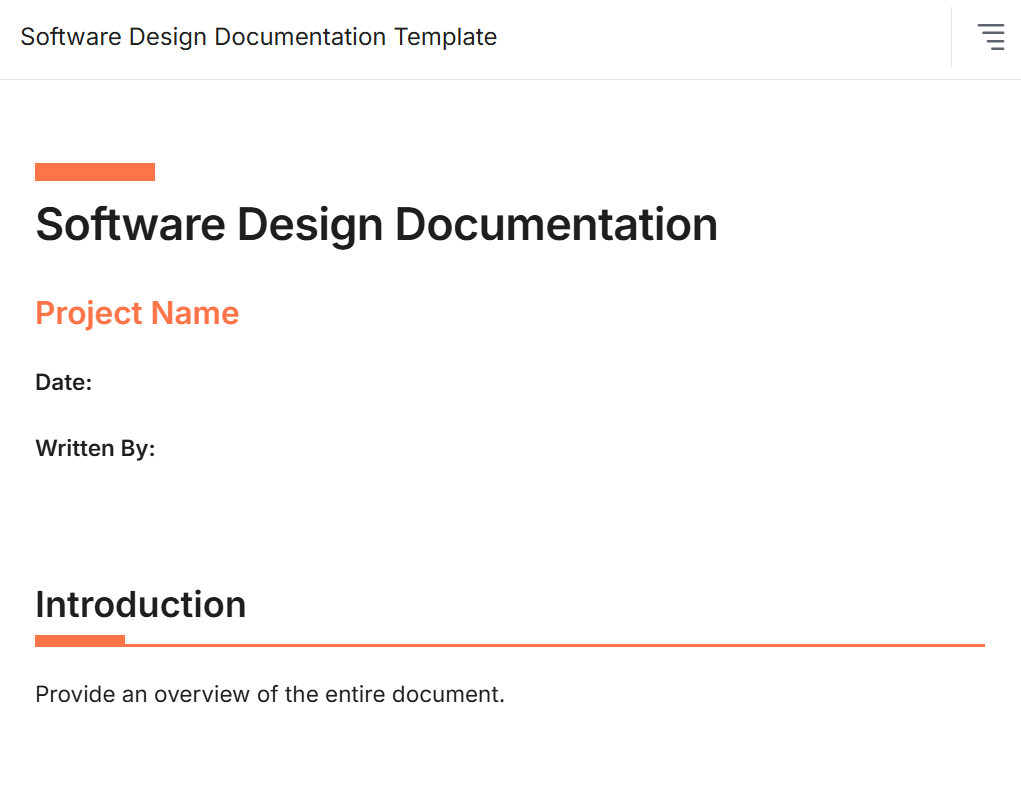 Software Design Documentation Template
Software Design Documentation
Project Name
Date:
Written By:
Introduction
Provide an overview of the entire document.